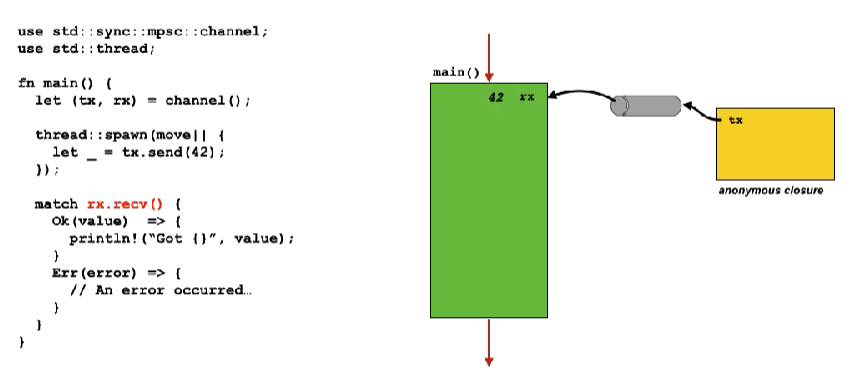 use std::sync::mpsc::channel;
use std::thread;
fn main() {
let (tx, rx) = channel();
thread::spawn(move|| {
let _ = tx.send(42);
});
match rx.recv() {
Ok(value) => {
println!(“Got {}”, value);
}
Err(error) => {
// An error occurred…
}
}
}
main()
42 rx
tx
anonymous closure